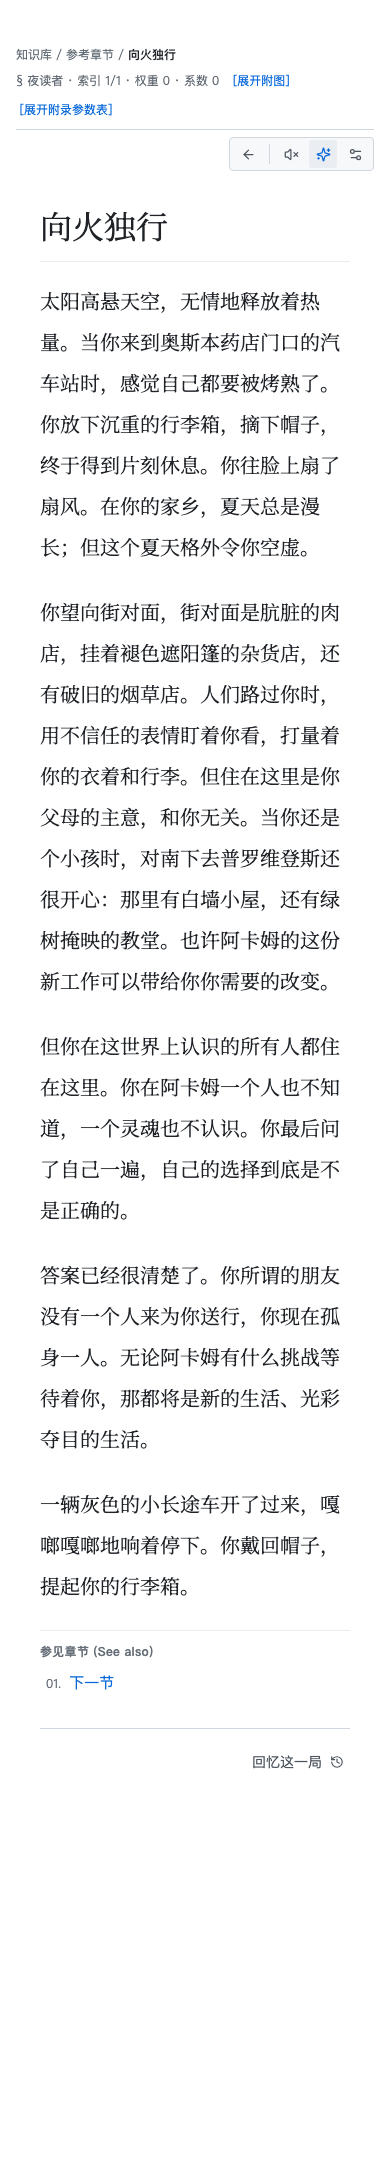 知识库 / 参考章节 / 向火独行
§ 夜读者 · 索引 1/1 · 权重 0 · 系数 0 [展开附图]
[展开附录参数表]
向火独行
太阳高悬天空，无情地释放着热
量。当你来到奥斯本药店门口的汽
车站时，感觉自己都要被烤熟了。
你放下沉重的行李箱，摘下帽子，
终于得到片刻休息。你往脸上扇了
扇风。在你的家乡，夏天总是漫
长；但这个夏天格外令你空虚。
你望向街对面，街对面是肮脏的肉
店，挂着褪色遮阳篷的杂货店，还
有破旧的烟草店。人们路过你时，
用不信任的表情盯着你看，打量着
你的衣着和行李。但住在这里是你
父母的主意，和你无关。当你还是
个小孩时，对南下去普罗维登斯还
很开心：那里有白墙小屋，还有绿
树掩映的教堂。也许阿卡姆的这份
新工作可以带给你你需要的改变。
但你在这世界上认识的所有人都住
在这里。你在阿卡姆一个人也不知
道，一个灵魂也不认识。你最后问
了自己一遍，自己的选择到底是不
是正确的。
答案已经很清楚了。你所谓的朋友
没有一个人来为你送行，你现在孤
身一人。无论阿卡姆有什么挑战等
待着你，那都将是新的生活、光彩
夺目的生活。
一辆灰色的小长途车开了过来，嘎
啷嘎啷地响着停下。你戴回帽子，
提起你的行李箱。
参见章节 (See also)
01. 下一节
回忆这一局